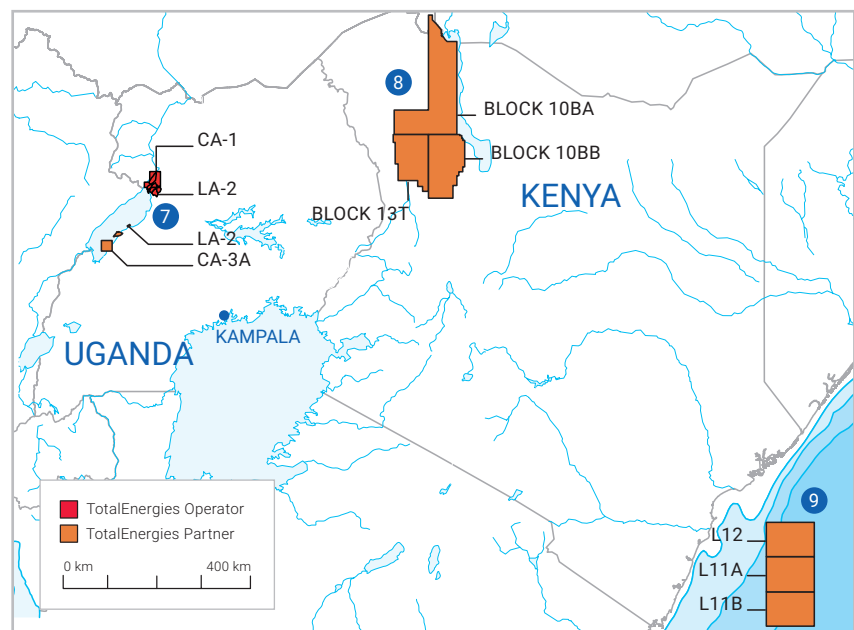 8
BLOCK 10BA
CA-1
BLOCK 10BB
LA-2
KENYA
BLOCK 13T
7
LA-2
CA-3A
KAMPALA
UGANDA
9
TotalEnergies Operator
TotalEnergies Partner
L12
0 km 400 km
L11A
L11B